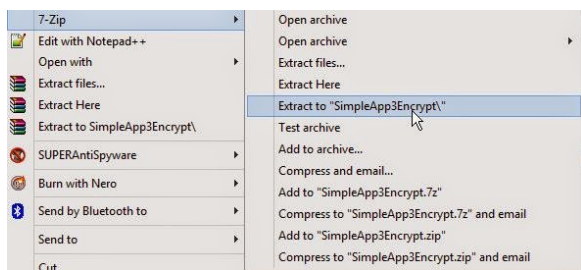 7-Zip
Edit with Notepad++
Open with
Extract files...
Extract Here
Extract to SimpleApp3Encrypt\
SUPERAntiSpyware
Burn with Nero
Send by Bluetooth to
Send to
Cut
Open archive
Open archive
Extract files...
Extract Here
Extract to "SimpleApp3Encrypt\"
Test archive
Add to archive...
Compress and email...
Add to "SimpleApp3Encrypt.7z"
Compress to "SimpleApp3Encrypt.7z" and email
Add to "SimpleApp3Encrypt.zip"
Compress to "SimpleApp3Encrypt.zip" and email